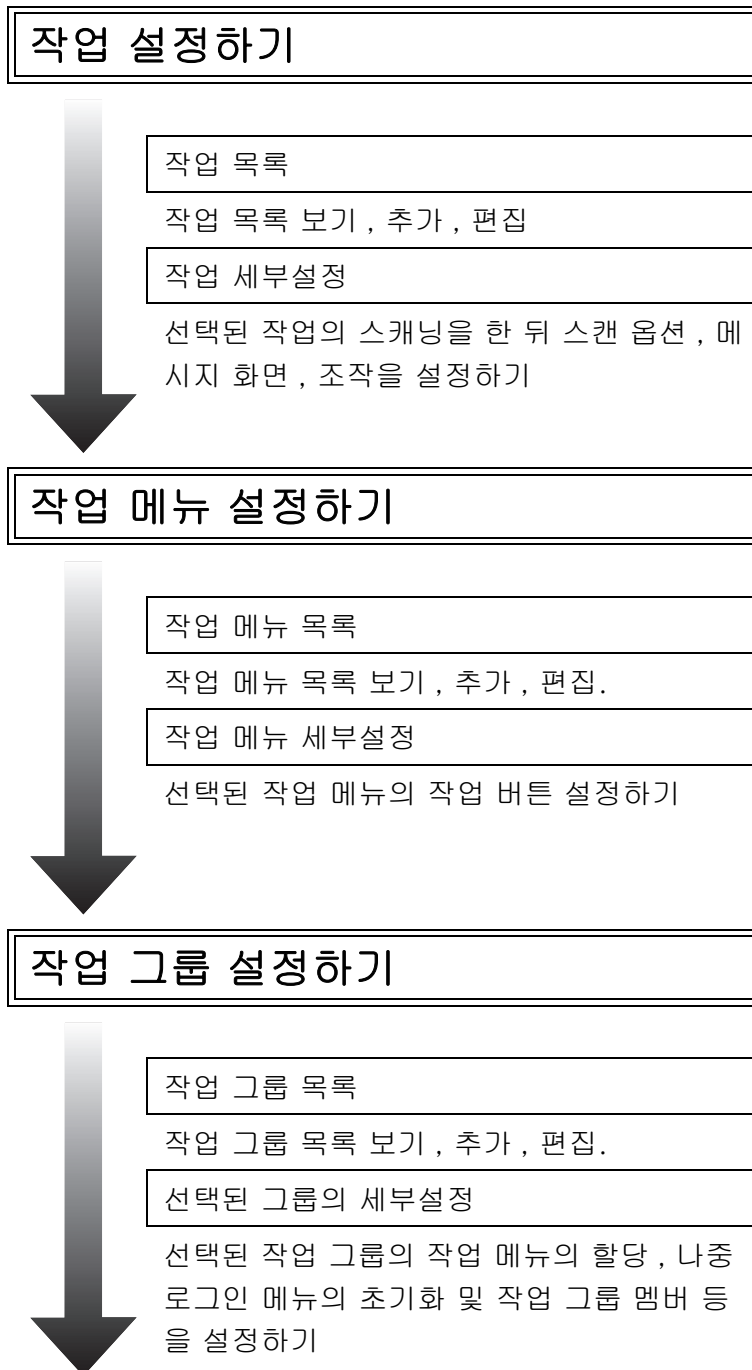 작업 설정하기
작업 목록
작업 목록 보기 , 추가 , 편집
작업 세부설정
선택된 작업의 스캐닝을 한 뒤 스캔 옵션 , 메
시지 화면 , 조작을 설정하기
작업 메뉴 설정하기
작업 메뉴 목록
작업 메뉴 목록 보기 , 추가 , 편집.
작업 메뉴 세부설정
선택된 작업 메뉴의 작업 버튼 설정하기
작업 그룹 설정하기
작업 그룹 목록
작업 그룹 목록 보기 , 추가 , 편집.
선택된 그룹의 세부설정
선택된 작업 그룹의 작업 메뉴의 할당 , 나중
로그인 메뉴의 초기화 및 작업 그룹 멤버 등
을 설정하기